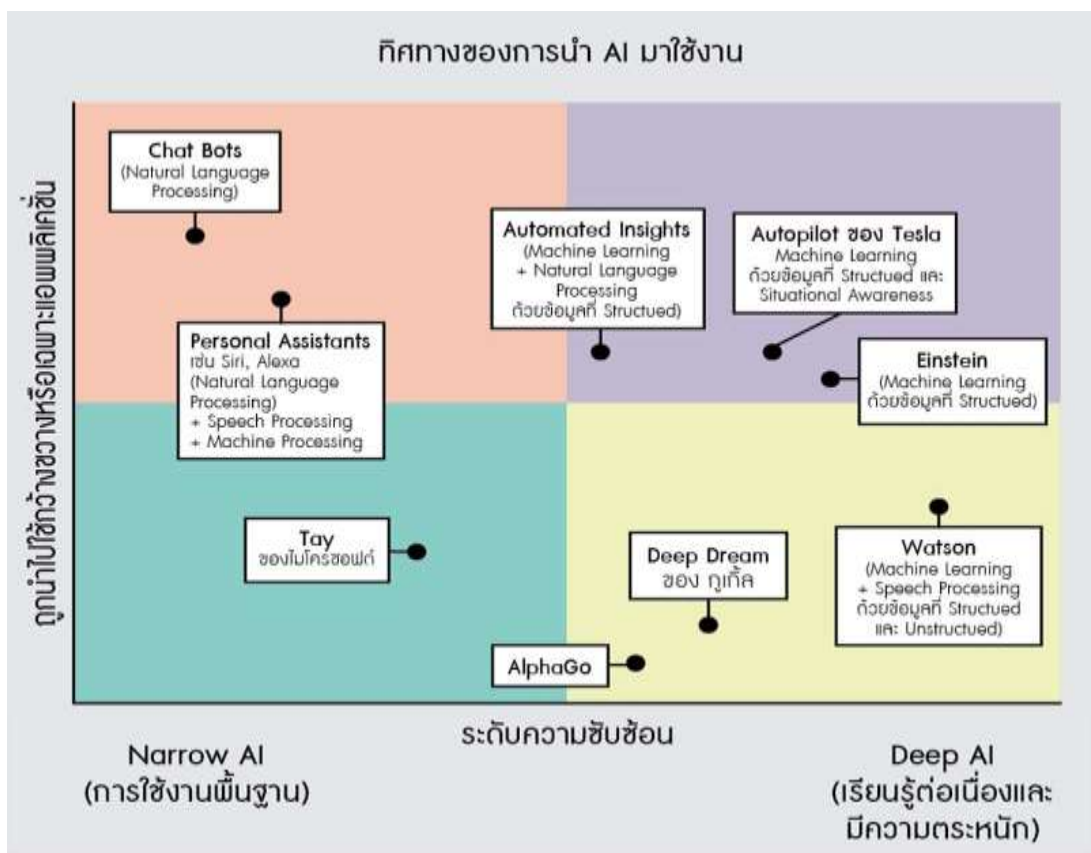 ทิศทางของการนำ AI มาใช้งาน
ถูกนำไปใช้กว้างขวางหรือเฉพาะแอพพลิเคชั่น
Chat Bots
(Natural Language
Processing)
Automated Insights
(Machine Learning
+ Natural Language
Processing
ด้วยข้อมูลที่ Structued)
Autopilot ของ Tesla
Machine Learning
ด้วยข้อมูลที่ Structued และ
Situational Awareness
Personal Assistants
เช่น Siri, Alexa
(Natural Language
Processing)
+ Speech Processing
+ Machine Processing
Einstein
(Machine Learning
ด้วยข้อมูลที่ Structued)
Tay
ของไมโครซอฟต์
Deep Dream
ของ กูเกิ้ล
Watson
(Machine Learning
+ Speech Processing
ด้วยข้อมูลที่ Structued
และ Unstructued)
AlphaGo
ระดับความซับซ้อน
Narrow AI
(การใช้งานพื้นฐาน)
Deep AI
(เรียนรู้ต่อเนื่องและ
มีความตระหนัก)